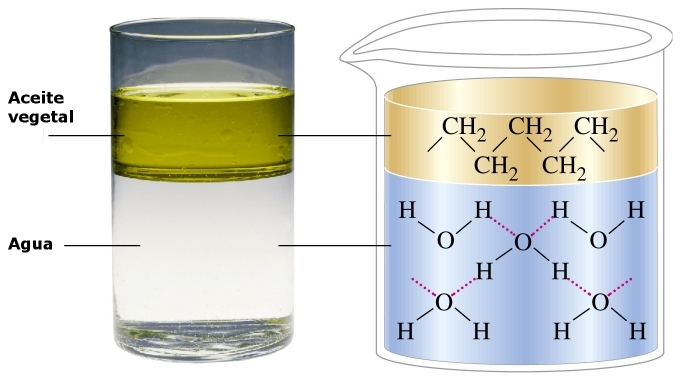 Aceite
vegetal
Agua
CH2 CH2 CH2
CH2 CH2
H H H H
O O O
H H
O O
H H H H